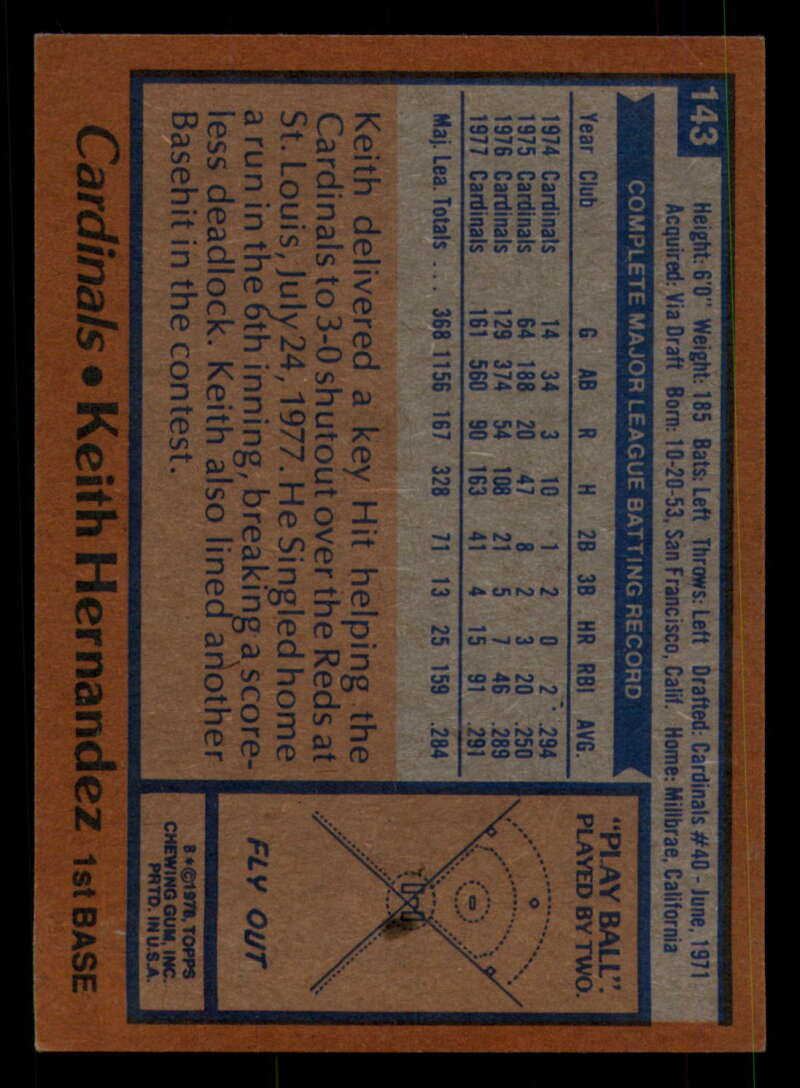 143
Height: 6'0" Weight: 185 Bats: Left Throws: Left Drafted: Cardinals #40 - June, 1971
Acquired: Via Draft Born: 10-20-53, San Francisco, Calif. Home: Millbrae, California
COMPLETE MAJOR LEAGUE BATTING RECORD
Year Club G AB R H 2B 3B HR RBI AVG.
1974 Cardinals 14 34 3 10 1 2 0 2 .294
1975 Cardinals 64 188 20 47 8 2 3 20 .250
1976 Cardinals 129 374 54 108 21 5 7 46 .289
1977 Cardinals 161 560 90 163 41 4 15 91 .291
Maj. Lea. Totals ... 368 1156 167 328 71 13 25 159 .284
Keith delivered a key Hit helping the
Cardinals to 3-0 shutout over the Reds at
St. Louis, July 24, 1977. He Singled home
a run in the 6th inning, breaking a score-
less deadlock. Keith also lined another
Basehit in the contest.
"PLAY BALL":
PLAYED BY TWO.
FLY OUT
B*©1978, TOPPS
CHEWING GUM, INC.
PRTD. IN U.S.A.
Cardinals • Keith Hernandez 1st BASE